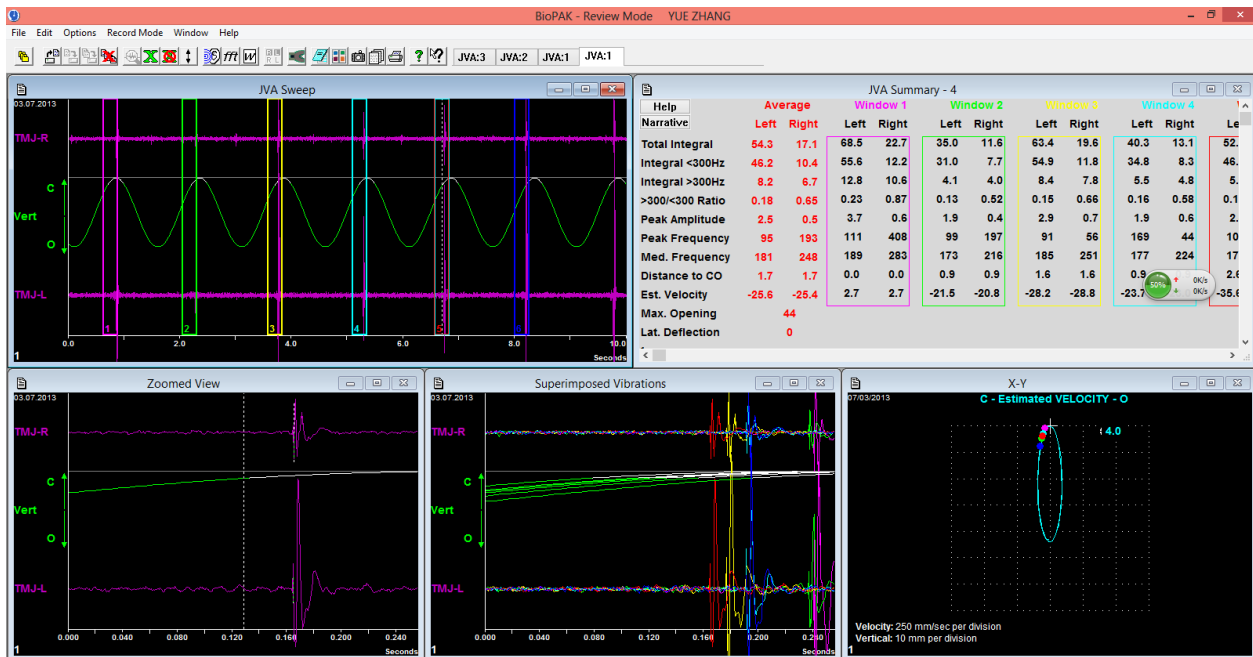 BioPAK - Review Mode YUE ZHANG
File Edit Options Record Mode Window Help
fft W JVA:3 JVA:2 JVA:1 JVA:1
JVA Sweep
03.07.2013
TMJ-R
C
Vert
O
TMJ-L
1 2 3 4 5 6
0.0 2.0 4.0 6.0 8.0 10.0
1 Seconds
JVA Summary - 4
Help Average Window 1 Window 2 Window 3 Window 4
Narrative Left Right Left Right Left Right Left Right Left Right
Total Integral 54.3 17.1 68.5 22.7 35.0 11.6 63.4 19.6 40.3 13.1 52.
Integral <300Hz 46.2 10.4 55.6 12.2 31.0 7.7 54.9 11.8 34.8 8.3 46.
Integral >300Hz 8.2 6.7 12.8 10.6 4.1 4.0 8.4 7.8 5.5 4.8 5.
>300/<300 Ratio 0.18 0.65 0.23 0.87 0.13 0.52 0.15 0.66 0.16 0.58 0.1
Peak Amplitude 2.5 0.5 3.7 0.6 1.9 0.4 2.9 0.7 1.9 0.6 2.
Peak Frequency 95 193 111 408 99 197 91 56 169 44 10
Med. Frequency 181 248 189 283 173 216 185 251 177 224 17
Distance to CO 1.7 1.7 0.0 0.0 0.9 0.9 1.6 1.6 0.9 2.6
Est. Velocity -25.6 -25.4 2.7 2.7 -21.5 -20.8 -28.2 -28.8 -23.7 -35.6
Max. Opening 44
Lat. Deflection 0
50% 0K/s
0K/s
Zoomed View
03.07.2013
TMJ-R
C
Vert
O
TMJ-L
0.000 0.040 0.080 0.120 0.160 0.200 0.240
1 Seconds
Superimposed Vibrations
03.07.2013
TMJ-R
C
Vert
O
TMJ-L
0.000 0.040 0.080 0.120 0.160 0.200 0.240
1 Seconds
X-Y
07/03/2013
C - Estimated VELOCITY - O
4.0
Velocity: 250 mm/sec per division
Vertical: 10 mm per division
1